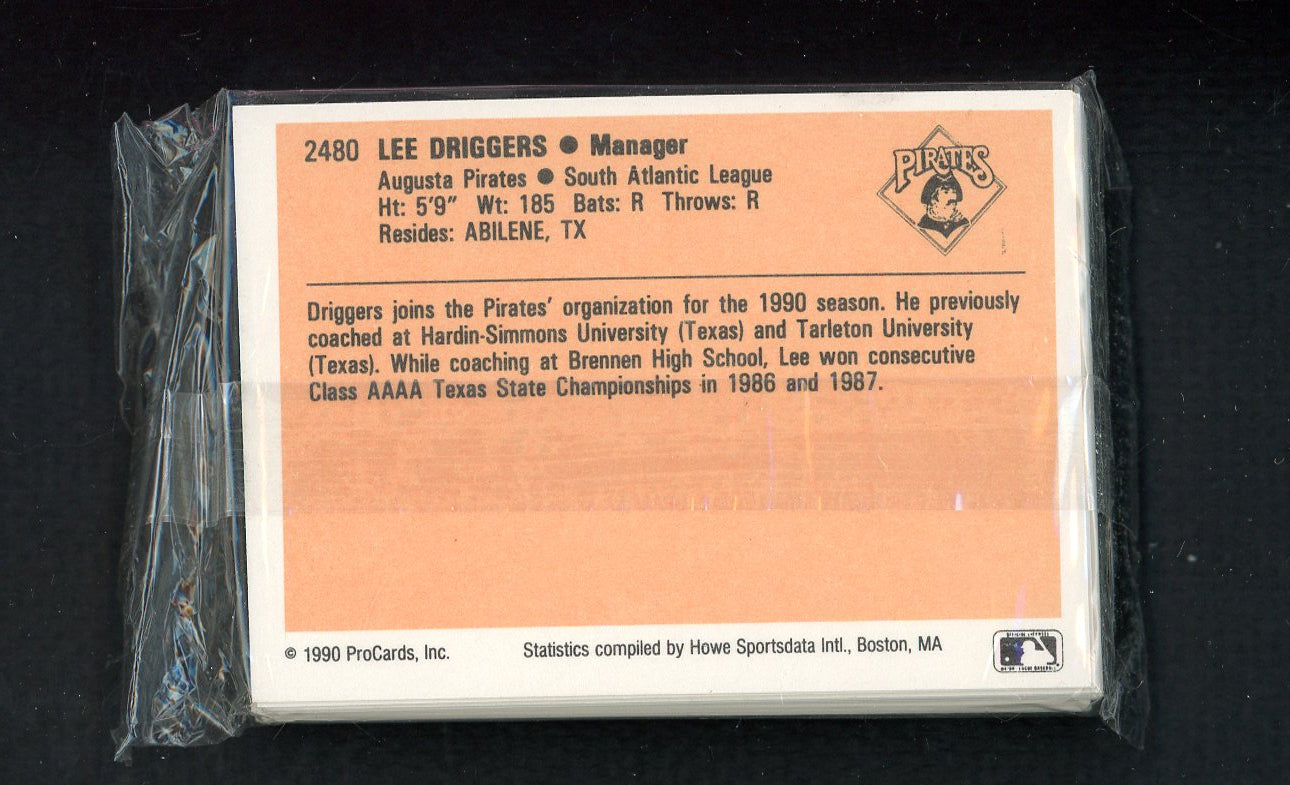 2480 LEE DRIGGERS ● Manager
Augusta Pirates ● South Atlantic League
Ht: 5'9" Wt: 185 Bats: R Throws: R
Resides: ABILENE, TX
PIRATES
Driggers joins the Pirates' organization for the 1990 season. He previously
coached at Hardin-Simmons University (Texas) and Tarleton University
(Texas). While coaching at Brennen High School, Lee won consecutive
Class AAAA Texas State Championships in 1986 and 1987.
© 1990 ProCards, Inc.
Statistics compiled by Howe Sportsdata Intl., Boston, MA